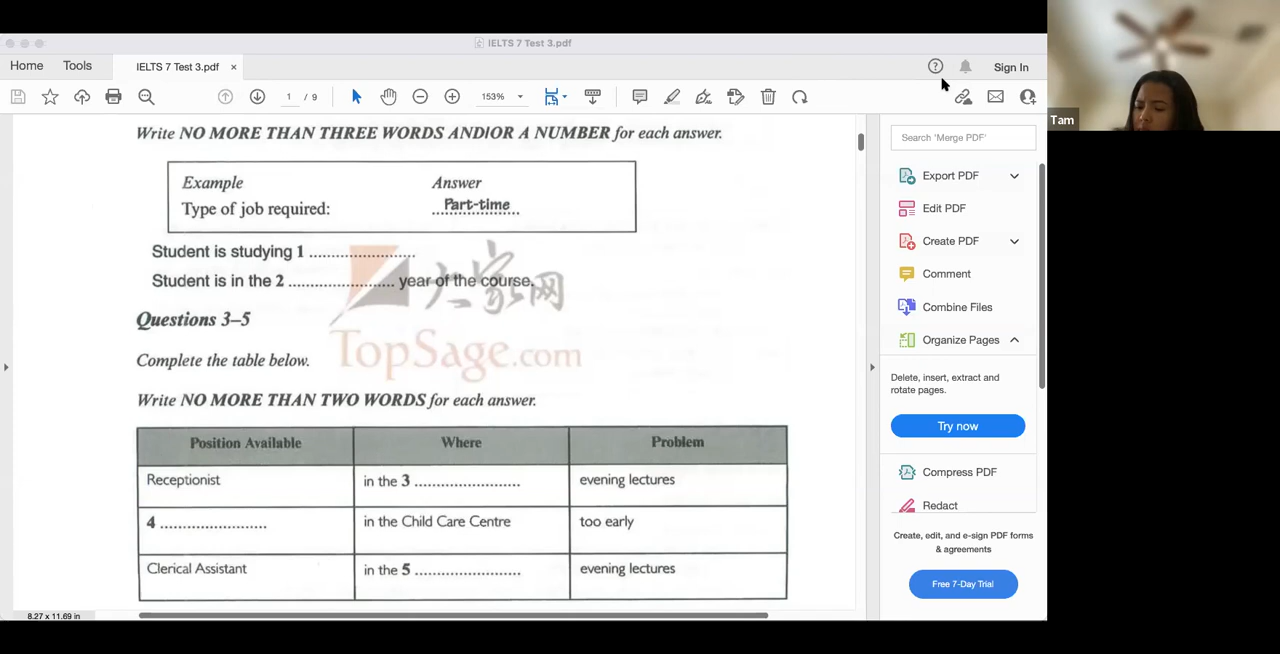 IELTS 7 Test 3.pdf
Home
Tools
IELTS 7 Test 3.pdf ×
Sign In
1 / 9
153%
Tam
Search 'Merge PDF'
Export PDF
Edit PDF
Create PDF
Comment
Combine Files
Organize Pages
Delete, insert, extract and
rotate pages.
Try now
Compress PDF
Redact
Create, edit, and e-sign PDF forms
& agreements
Free 7-Day Trial
Write NO MORE THAN THREE WORDS AND/OR A NUMBER for each answer.
Example Answer
Type of job required: Part-time
Student is studying 1 ........................
Student is in the 2 ........................ year of the course.
大家网
TopSage.com
Questions 3–5
Complete the table below.
Write NO MORE THAN TWO WORDS for each answer.
Position Available Where Problem
Receptionist in the 3 ........................ evening lectures
4 ........................ in the Child Care Centre too early
Clerical Assistant in the 5 ........................ evening lectures
8.27 x 11.69 in